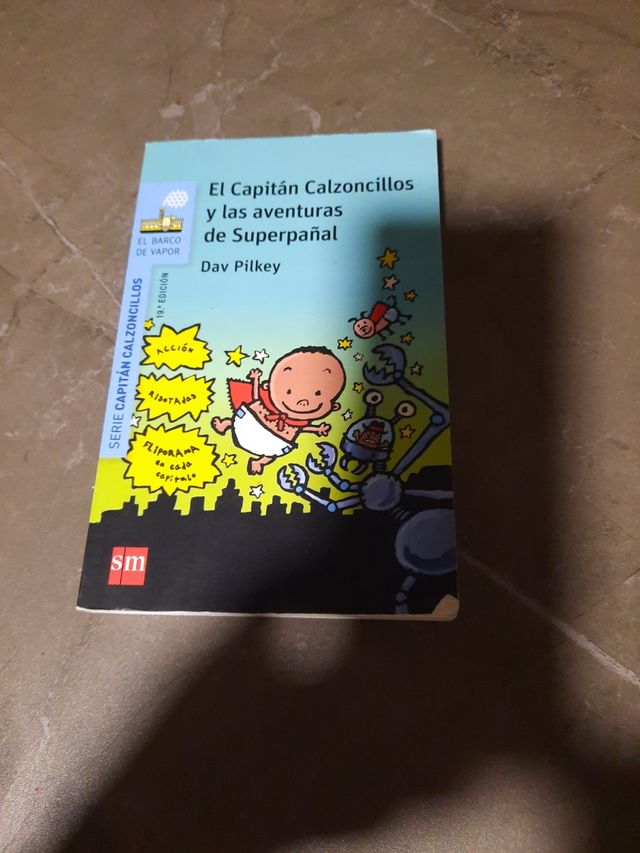 El Capitán Calzoncillos
y las aventuras
de Superpañal
Dav Pilkey
EL BARCO
DE VAPOR
SERIE CAPITÁN CALZONCILLOS
19.ª EDICIÓN
ACCIÓN
RISOTADAS
FLIPORAMA
en cada
capítulo
sm